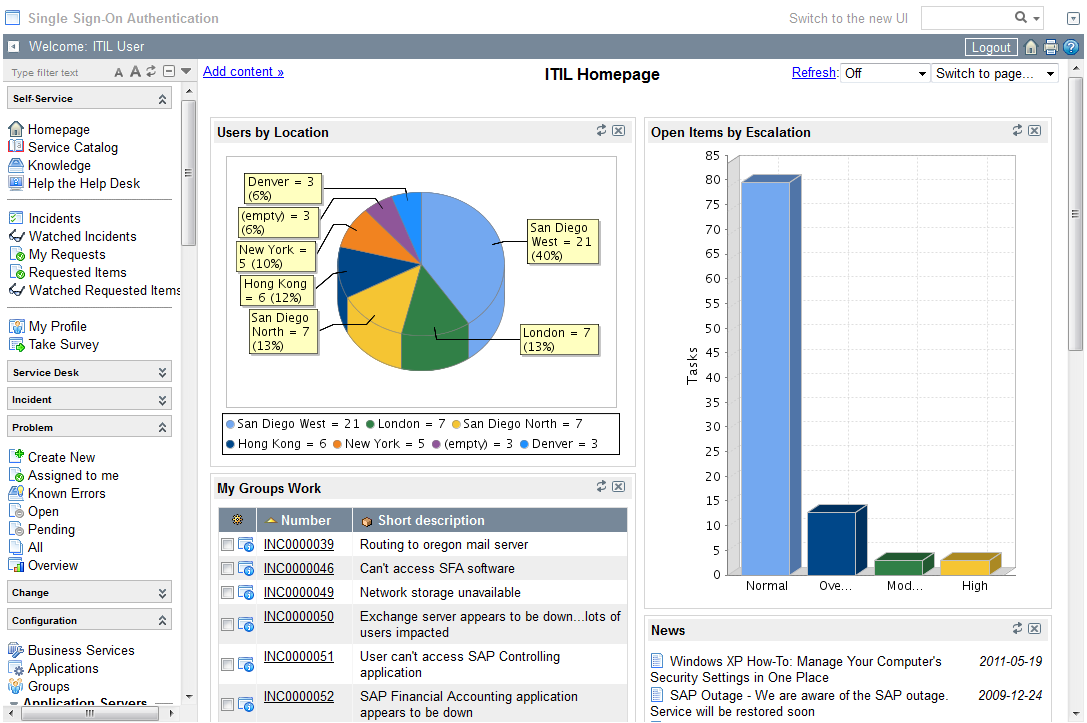 Single Sign-On Authentication
Switch to the new UI
Welcome: ITIL User
Logout
Type filter text
A A
Self-Service
Homepage
Service Catalog
Knowledge
Help the Help Desk
Incidents
Watched Incidents
My Requests
Requested Items
Watched Requested Items
My Profile
Take Survey
Service Desk
Incident
Problem
Create New
Assigned to me
Known Errors
Open
Pending
All
Overview
Change
Configuration
Business Services
Applications
Groups
Application Servers
Add content »
ITIL Homepage
Refresh: Off
Switch to page...
Users by Location
Denver = 3
(6%)
(empty) = 3
(6%)
New York =
5 (10%)
Hong Kong
= 6 (12%)
San Diego
North = 7
(13%)
San Diego
West = 21
(40%)
London = 7
(13%)
San Diego West = 21 London = 7 San Diego North = 7
Hong Kong = 6 New York = 5 (empty) = 3 Denver = 3
My Groups Work
Number Short description
INC0000039 Routing to oregon mail server
INC0000046 Can't access SFA software
INC0000049 Network storage unavailable
INC0000050 Exchange server appears to be down...lots of
users impacted
INC0000051 User can't access SAP Controlling
application
INC0000052 SAP Financial Accounting application
appears to be down
Open Items by Escalation
85
80
75
70
65
60
55
50
45
40
35
30
25
20
15
10
5
0
Tasks
Normal Ove... Mod... High
News
Windows XP How-To: Manage Your Computer's 2011-05-19
Security Settings in One Place
SAP Outage - We are aware of the SAP outage. 2009-12-24
Service will be restored soon